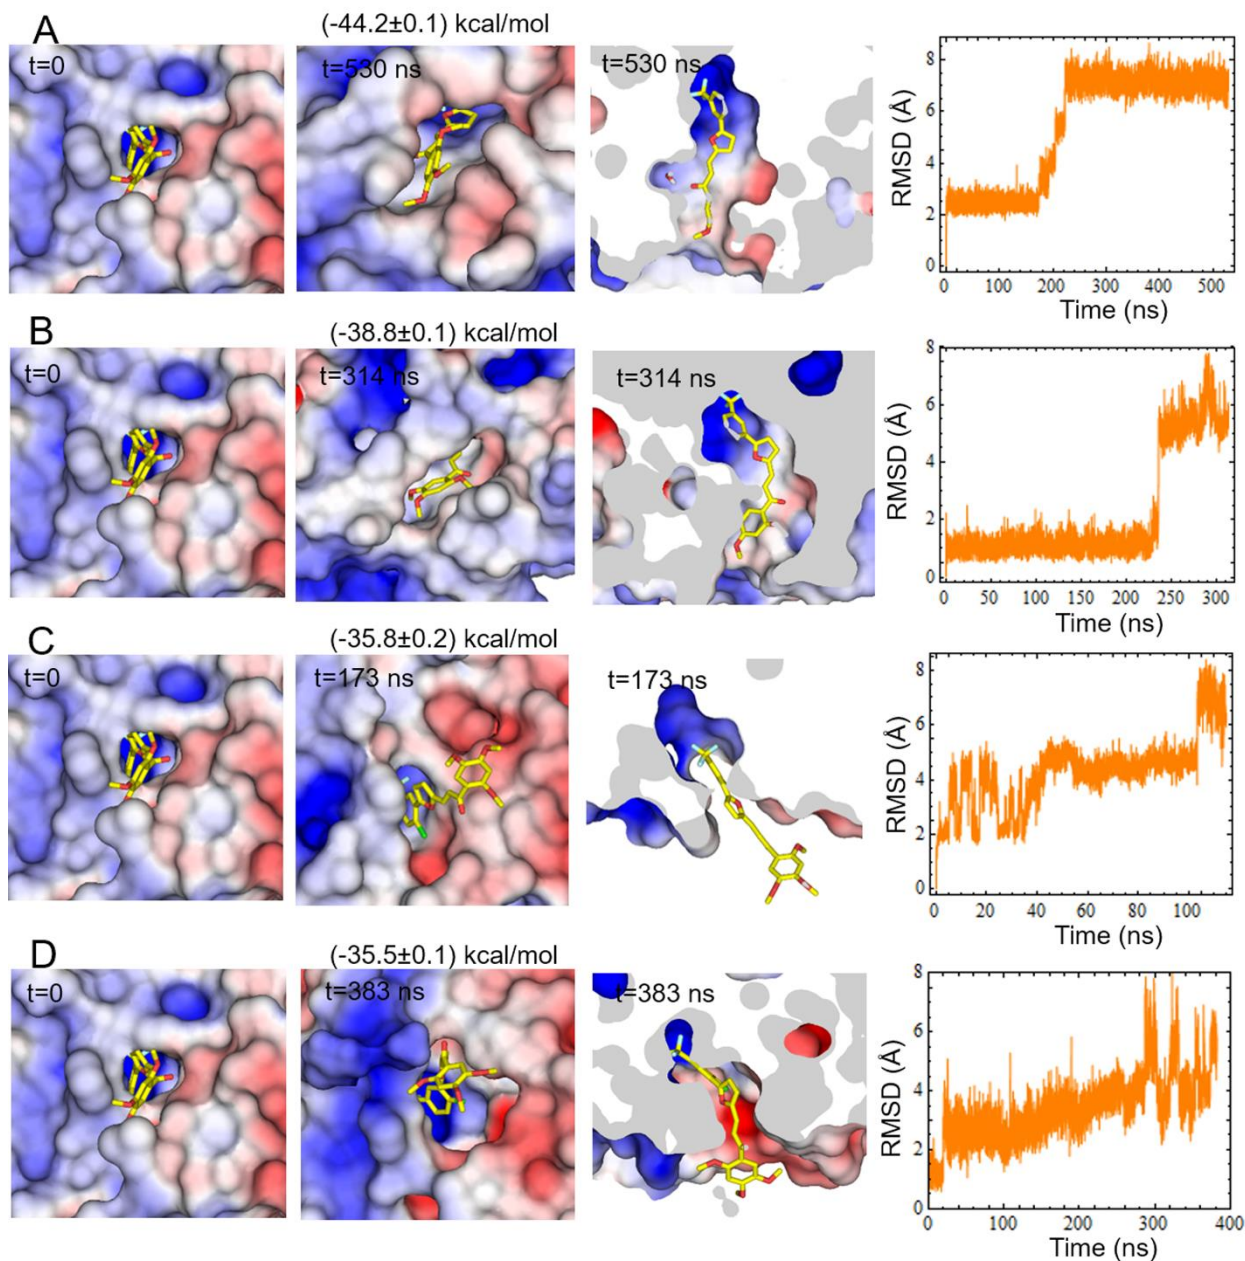 A
(-44.2±0.1) kcal/mol
t=0
t=530 ns
t=530 ns
RMSD (Å)
8
6
4
2
0
0 100 200 300 400 500
Time (ns)
B
(-38.8±0.1) kcal/mol
t=0
t=314 ns
t=314 ns
RMSD (Å)
8
6
4
2
0
0 50 100 150 200 250 300
Time (ns)
C
(-35.8±0.2) kcal/mol
t=0
t=173 ns
t=173 ns
RMSD (Å)
8
6
4
2
0
0 20 40 60 80 100
Time (ns)
D
(-35.5±0.1) kcal/mol
t=0
t=383 ns
t=383 ns
RMSD (Å)
8
6
4
2
0
0 100 200 300 400
Time (ns)